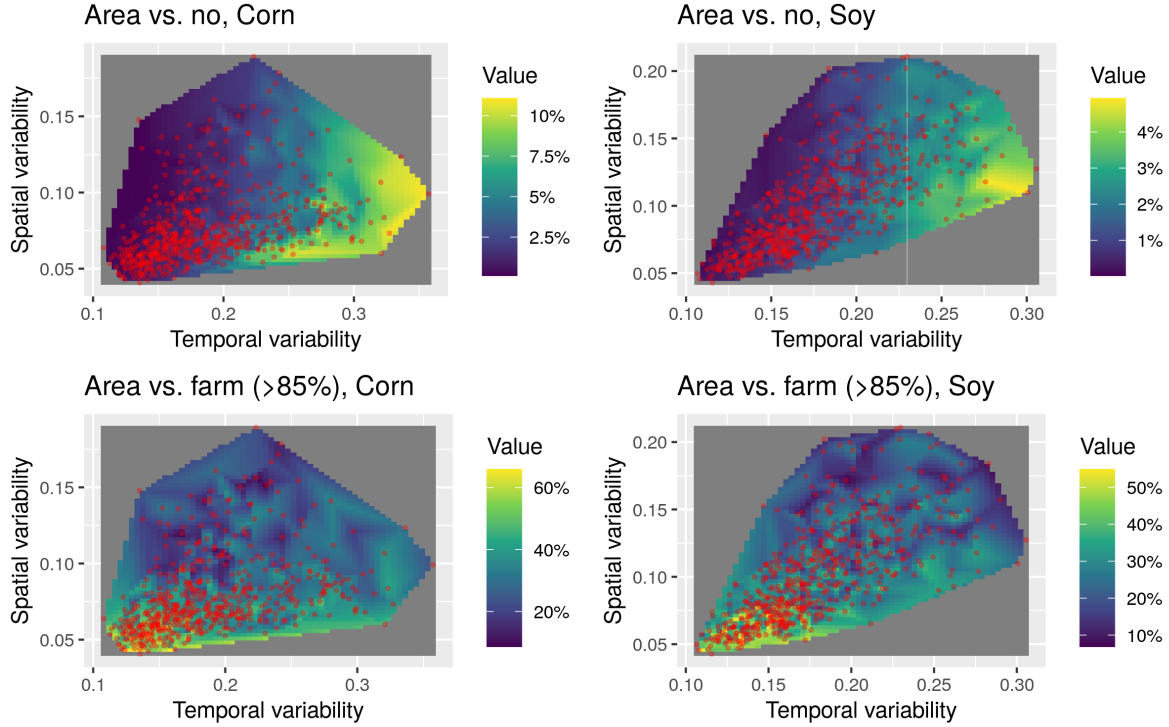 Area vs. no, Corn
Spatial variability
0.15
0.10
0.05
0.1 0.2 0.3
Temporal variability
Value
10%
7.5%
5%
2.5%
Area vs. no, Soy
Spatial variability
0.20
0.15
0.10
0.05
0.10 0.15 0.20 0.25 0.30
Temporal variability
Value
4%
3%
2%
1%
Area vs. farm (>85%), Corn
Spatial variability
0.15
0.10
0.05
0.1 0.2 0.3
Temporal variability
Value
60%
40%
20%
Area vs. farm (>85%), Soy
Spatial variability
0.20
0.15
0.10
0.05
0.10 0.15 0.20 0.25 0.30
Temporal variability
Value
50%
40%
30%
20%
10%